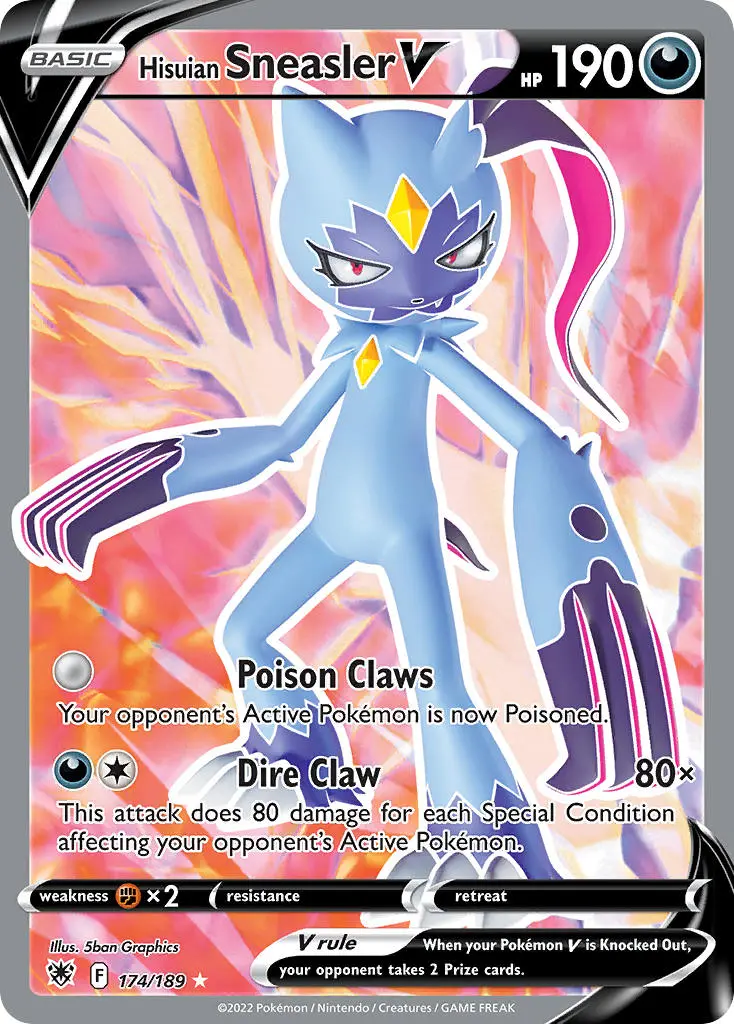 BASIC
Hisuian Sneasler V HP 190
Poison Claws
Your opponent's Active Pokémon is now Poisoned.
Dire Claw 80×
This attack does 80 damage for each Special Condition
affecting your opponent's Active Pokémon.
weakness ×2 resistance retreat
Illus. 5ban Graphics
V rule When your Pokémon V is Knocked Out,
your opponent takes 2 Prize cards.
F 174/189
©2022 Pokémon / Nintendo / Creatures / GAME FREAK